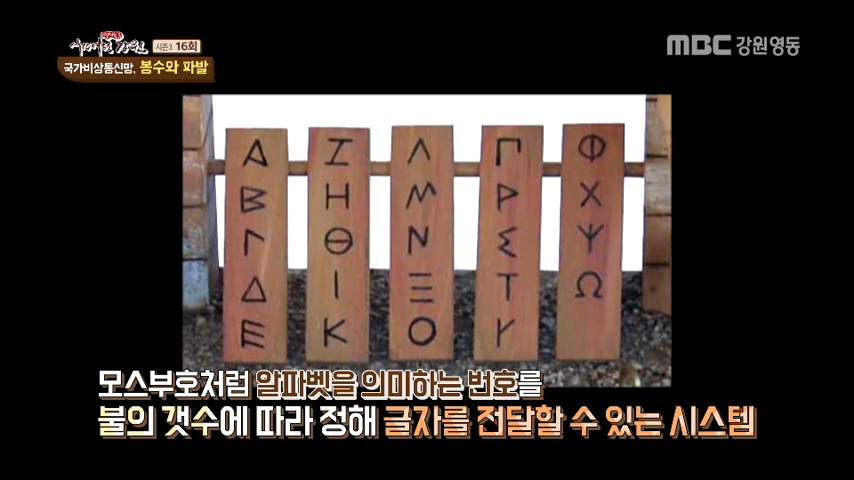 시즌3 16회
국가비상통신망, 봉수와 파발
MBC 강원영동
Α Ι Λ Π Φ
Β Η Μ Ρ Χ
Γ Θ Ν Σ Ψ
Δ Ι Ξ Τ Ω
Ε Κ Ο Υ
모스부호처럼 알파벳을 의미하는 번호를
불의 갯수에 따라 정해 글자를 전달할 수 있는 시스템